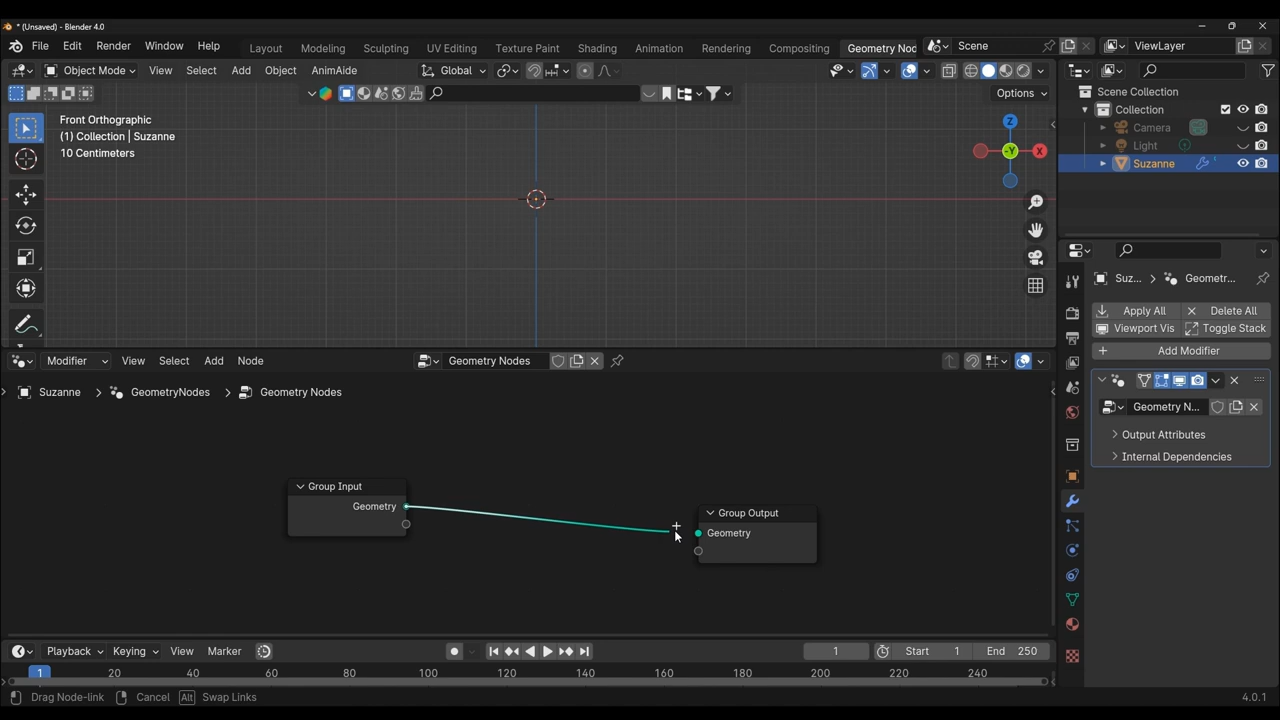 * (Unsaved) - Blender 4.0
File Edit Render Window Help Layout Modeling Sculpting UV Editing Texture Paint Shading Animation Rendering Compositing Geometry Noc Scene ViewLayer
Object Mode View Select Add Object AnimAide Global
Options
Front Orthographic
(1) Collection | Suzanne
10 Centimeters
Z
-Y X
Scene Collection
Collection
Camera
Light
Suzanne
Suz... > Geometr...
Apply All Delete All
Viewport Vis Toggle Stack
Add Modifier
Geometry N...
Output Attributes
Internal Dependencies
Modifier View Select Add Node Geometry Nodes
Suzanne > GeometryNodes > Geometry Nodes
Group Input
Geometry
Group Output
Geometry
Playback Keying View Marker 1 Start 1 End 250
1 20 40 60 80 100 120 140 160 180 200 220 240
Drag Node-link Cancel Alt Swap Links 4.0.1